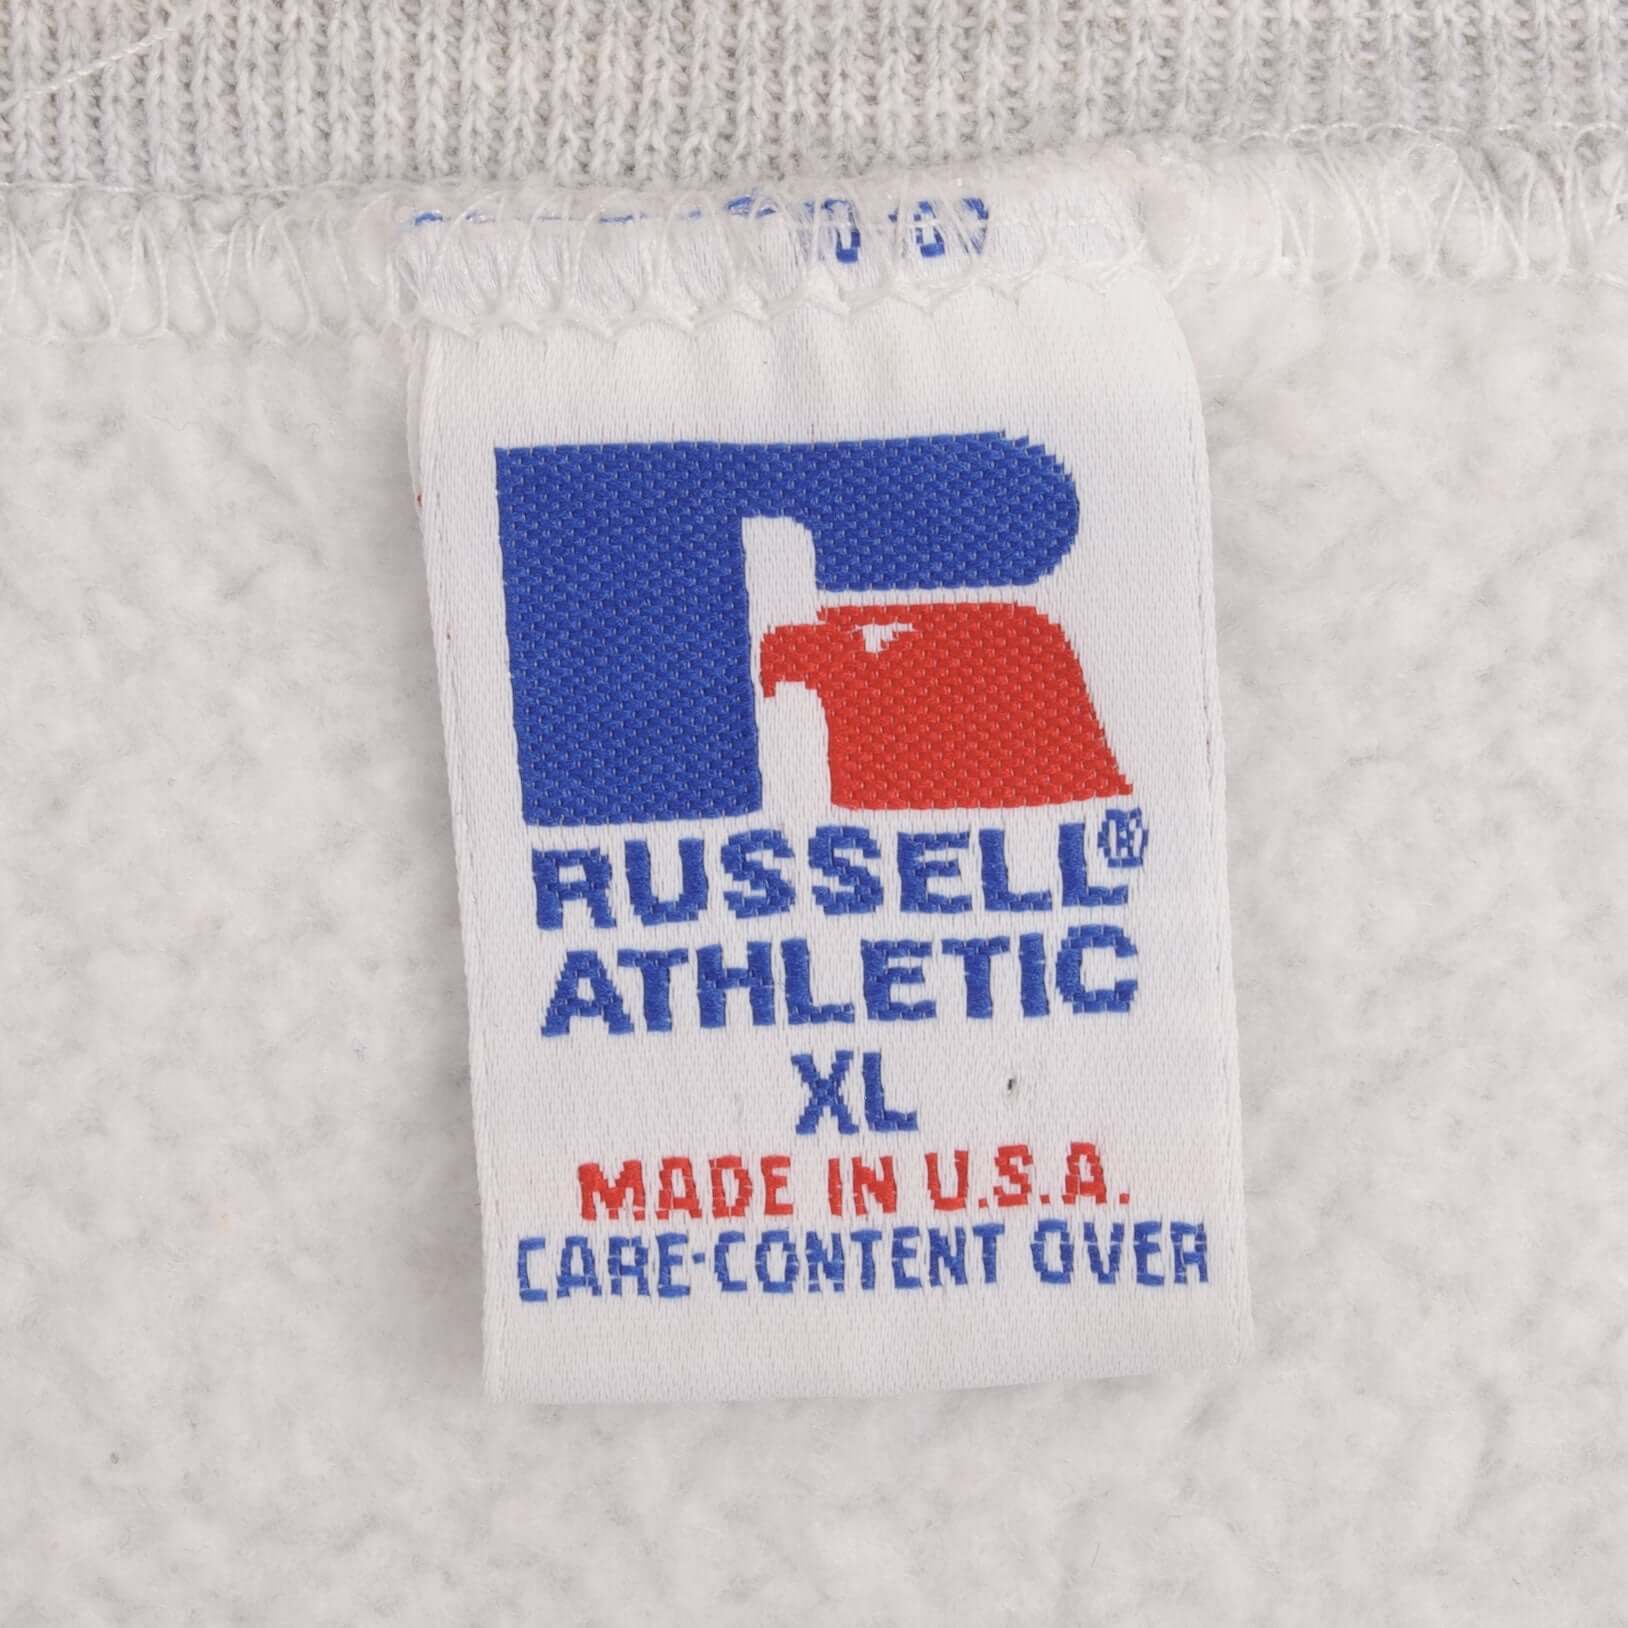 RUSSELL®
ATHLETIC
XL
MADE IN U.S.A.
CARE-CONTENT OVER